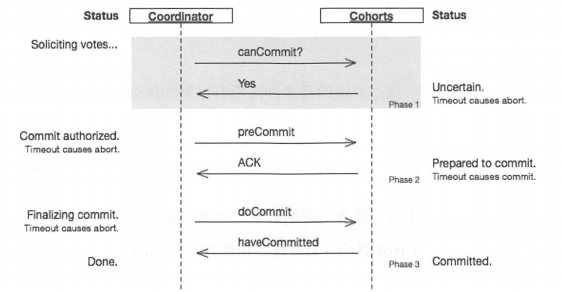 Status
Coordinator
Cohorts
Status
Soliciting votes...
canCommit?
Yes
Phase 1
Uncertain.
Timeout causes abort.
Commit authorized.
Timeout causes abort.
preCommit
ACK
Phase 2
Prepared to commit.
Timeout causes commit.
Finalizing commit.
Timeout causes abort.
doCommit
haveCommitted
Done.
Phase 3
Committed.